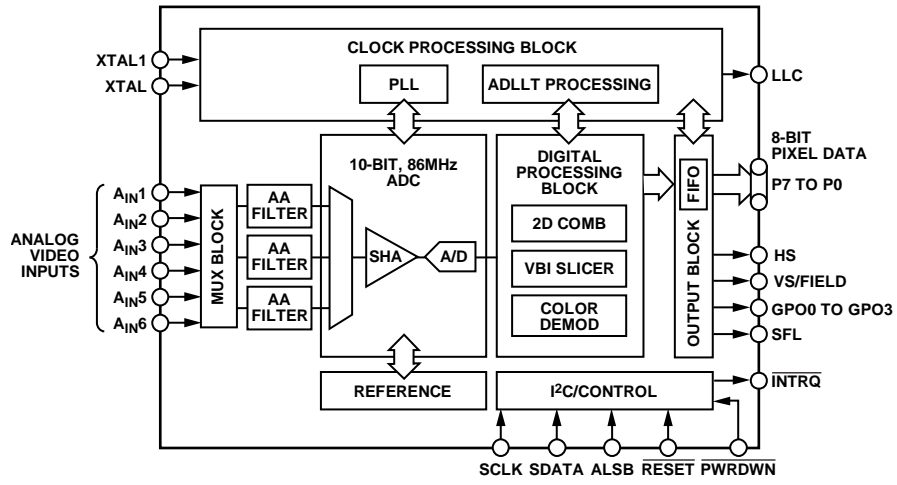 CLOCK PROCESSING BLOCK
XTAL1
XTAL
PLL
ADLLT PROCESSING
LLC
10-BIT, 86MHz
ADC
DIGITAL
PROCESSING
BLOCK
2D COMB
VBI SLICER
COLOR
DEMOD
FIFO
OUTPUT BLOCK
8-BIT
PIXEL DATA
P7 TO P0
ANALOG
VIDEO
INPUTS
AIN1
AIN2
AIN3
AIN4
AIN5
AIN6
MUX BLOCK
AA
FILTER
AA
FILTER
AA
FILTER
SHA
A/D
HS
VS/FIELD
GPO0 TO GPO3
SFL
REFERENCE
I2C/CONTROL
INTRQ
SCLK
SDATA
ALSB
RESET
PWRDWN